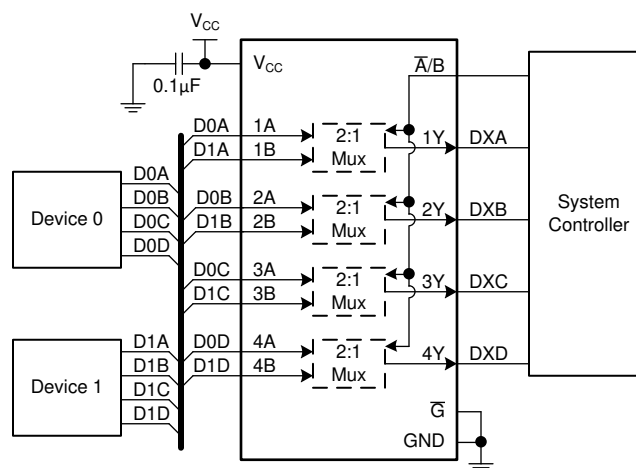 VCC
VCC
A̅/B
0.1µF
D0A 1A 2:1 Mux 1Y DXA
D1A 1B
D0A
D0B
D0C
D0D
Device 0
D0B 2A 2:1 Mux 2Y DXB
D1B 2B
System Controller
D0C 3A 2:1 Mux 3Y DXC
D1C 3B
D1A
D1B
D1C
D1D
Device 1
D0D 4A 2:1 Mux 4Y DXD
D1D 4B
G̅
GND